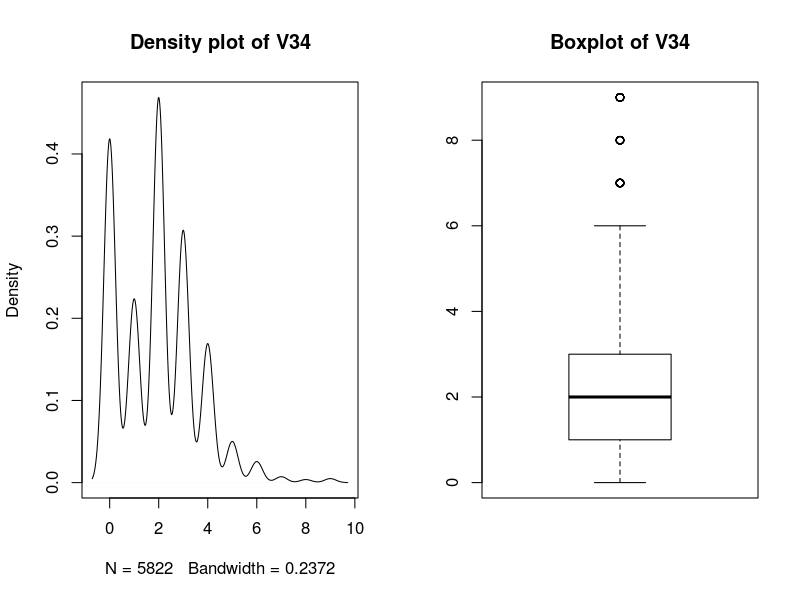 Density plot of V34
Density
0.0 0.1 0.2 0.3 0.4
0 2 4 6 8 10
N = 5822 Bandwidth = 0.2372
Boxplot of V34
0 2 4 6 8